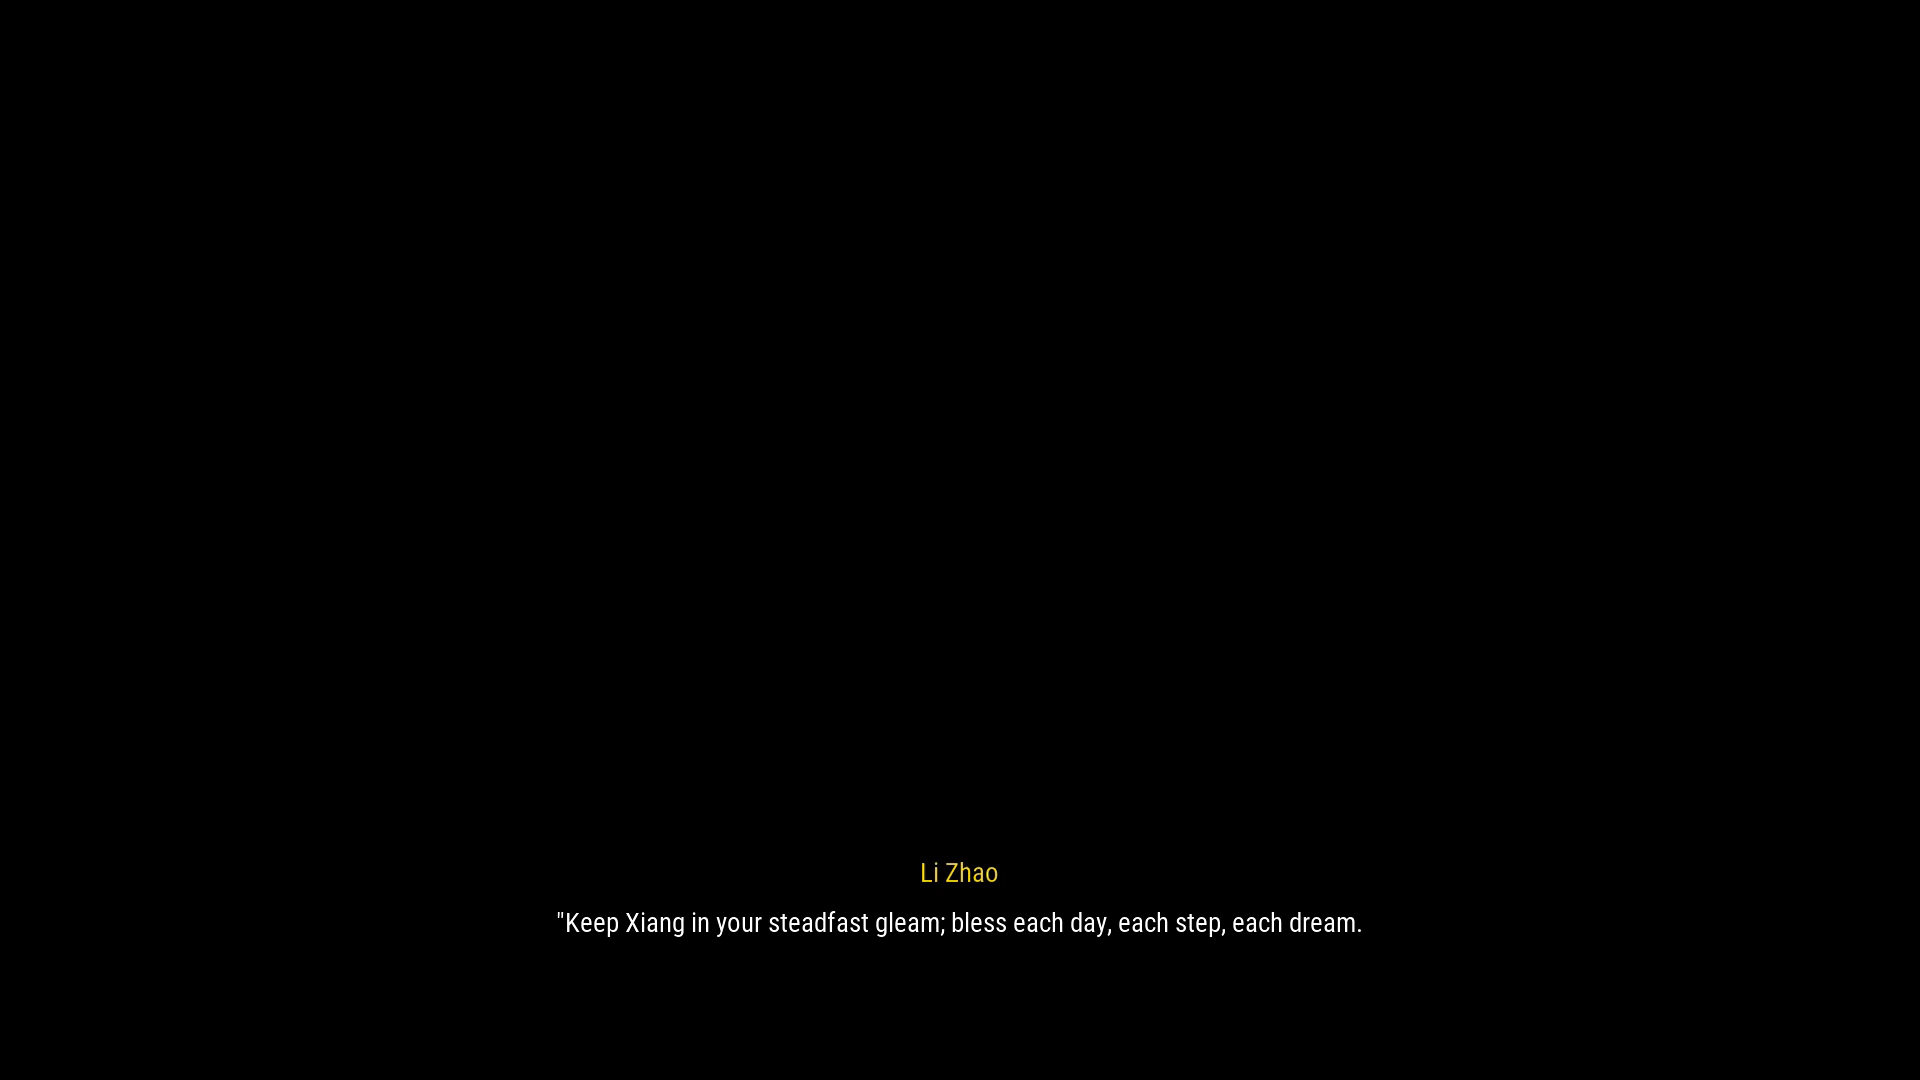 Li Zhao
"Keep Xiang in your steadfast gleam; bless each day, each step, each dream.